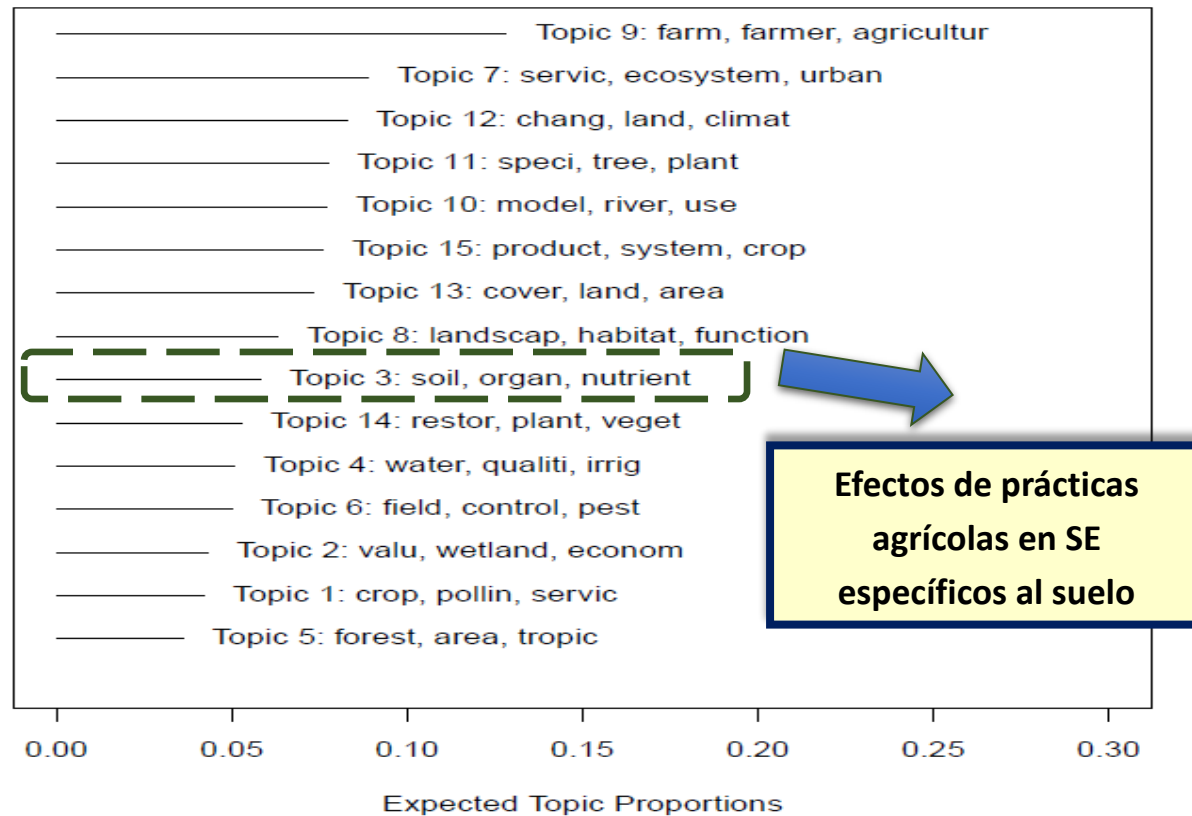 Topic 9: farm, farmer, agricultur
Topic 7: servic, ecosystem, urban
Topic 12: chang, land, climat
Topic 11: speci, tree, plant
Topic 10: model, river, use
Topic 15: product, system, crop
Topic 13: cover, land, area
Topic 8: landscap, habitat, function
Topic 3: soil, organ, nutrient
Topic 14: restor, plant, veget
Topic 4: water, qualiti, irrig
Topic 6: field, control, pest
Topic 2: valu, wetland, econom
Topic 1: crop, pollin, servic
Topic 5: forest, area, tropic
Efectos de prácticas
agrícolas en SE
específicos al suelo
0.00 0.05 0.10 0.15 0.20 0.25 0.30
Expected Topic Proportions